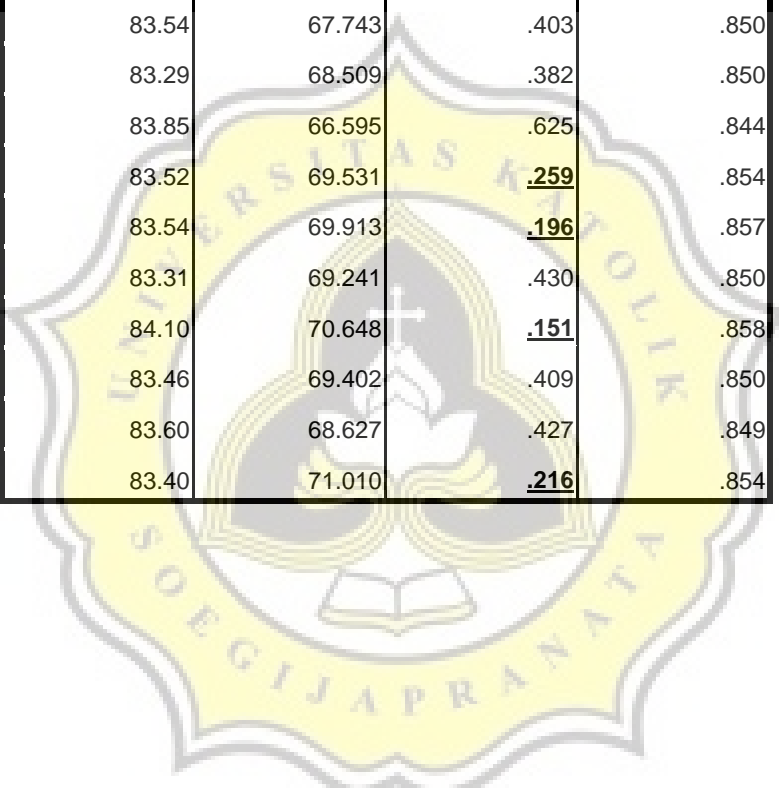 83.54 67.743 .403 .850
83.29 68.509 .382 .850
83.85 66.595 .625 .844
83.52 69.531 .259 .854
83.54 69.913 .196 .857
83.31 69.241 .430 .850
84.10 70.648 .151 .858
83.46 69.402 .409 .850
83.60 68.627 .427 .849
83.40 71.010 .216 .854
UNIVERSITAS KATOLIK
SOEGIJAPRANATA